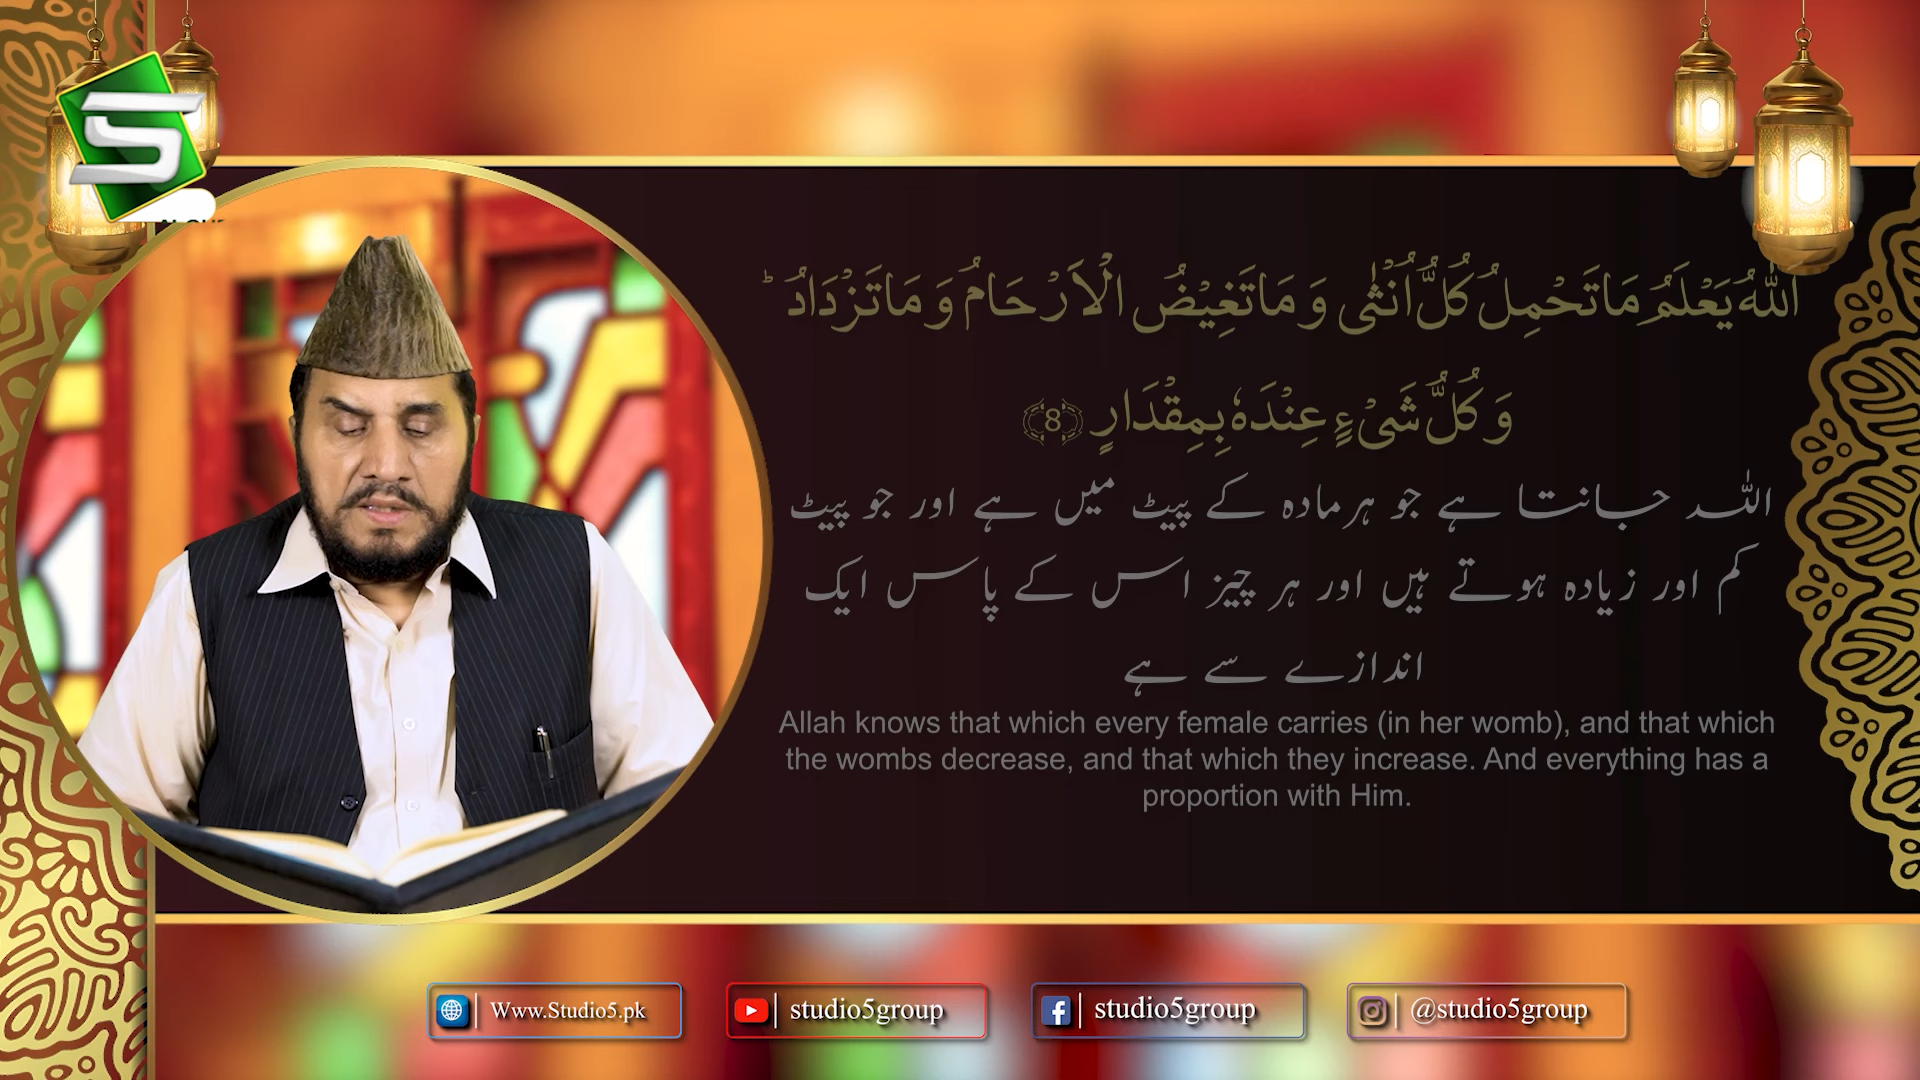 اَللّٰهُ يَعْلَمُ مَا تَحْمِلُ كُلُّ اُنْثٰى وَ مَا تَغِيْضُ الْاَرْحَامُ وَ مَا تَزْدَادُ ؕ
وَ كُلُّ شَیْءٍ عِنْدَهٗ بِمِقْدَارٍ ﴿8﴾
اللہ جانتا ہے جو ہر مادہ کے پیٹ میں ہے اور جو پیٹ
کم اور زیادہ ہوتے ہیں اور ہر چیز اس کے پاس ایک
اندازے سے ہے
Allah knows that which every female carries (in her womb), and that which
the wombs decrease, and that which they increase. And everything has a
proportion with Him.
Www.Studio5.pk
studio5group
studio5group
@studio5group